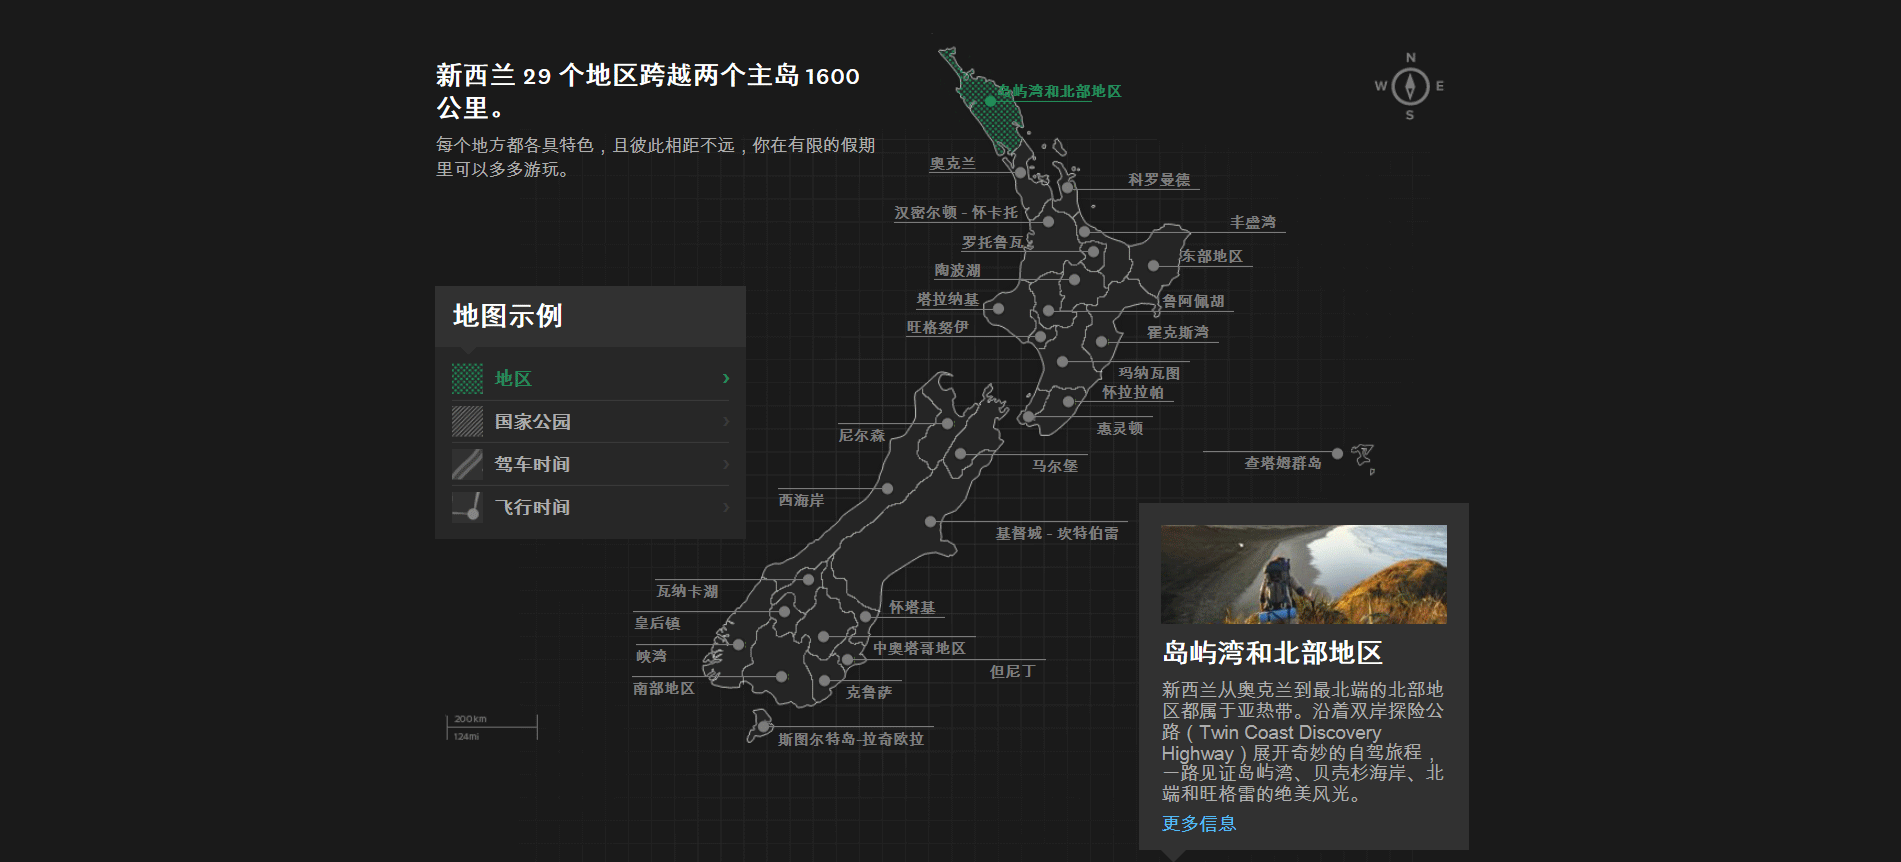 新西兰 29 个地区跨越两个主岛 1600
公里。
每个地方都各具特色，且彼此相距不远，你在有限的假期
里可以多多游玩。
N
W
E
S
岛屿湾和北部地区
奥克兰
科罗曼德
汉密尔顿 - 怀卡托
丰盛湾
罗托鲁瓦
东部地区
陶波湖
塔拉纳基
鲁阿佩胡
旺格努伊
霍克斯湾
玛纳瓦图
怀拉拉帕
惠灵顿
地图示例
地区
国家公园
驾车时间
飞行时间
尼尔森
马尔堡
查塔姆群岛
西海岸
基督城 - 坎特伯雷
瓦纳卡湖
怀塔基
皇后镇
中奥塔哥地区
峡湾
但尼丁
南部地区
克鲁萨
斯图尔特岛-拉奇欧拉
200km
124mi
岛屿湾和北部地区
新西兰从奥克兰到最北端的北部地
区都属于亚热带。沿着双岸探险公
路（Twin Coast Discovery
Highway）展开奇妙的自驾旅程，
一路见证岛屿湾、贝壳杉海岸、北
端和旺格雷的绝美风光。
更多信息